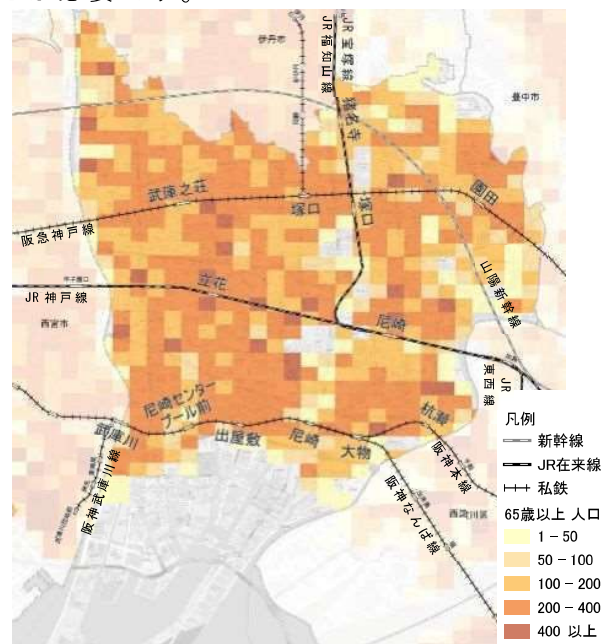 伊丹市
JR福知山線
JR宝塚線
猪名寺
豊中市
武庫之荘
塚口
塚口
園田
阪急神戸線
山陽新幹線
立花
JR 神戸線
西宮市
尼崎
JR東西線
尼崎センタープール前
武庫川
出屋敷
尼崎
大物
杭瀬
阪神武庫川線
阪神本線
阪神なんば線
西淀川区
凡例
新幹線
JR在来線
私鉄
65歳以上 人口
1 - 50
50 - 100
100 - 200
200 - 400
400 以上